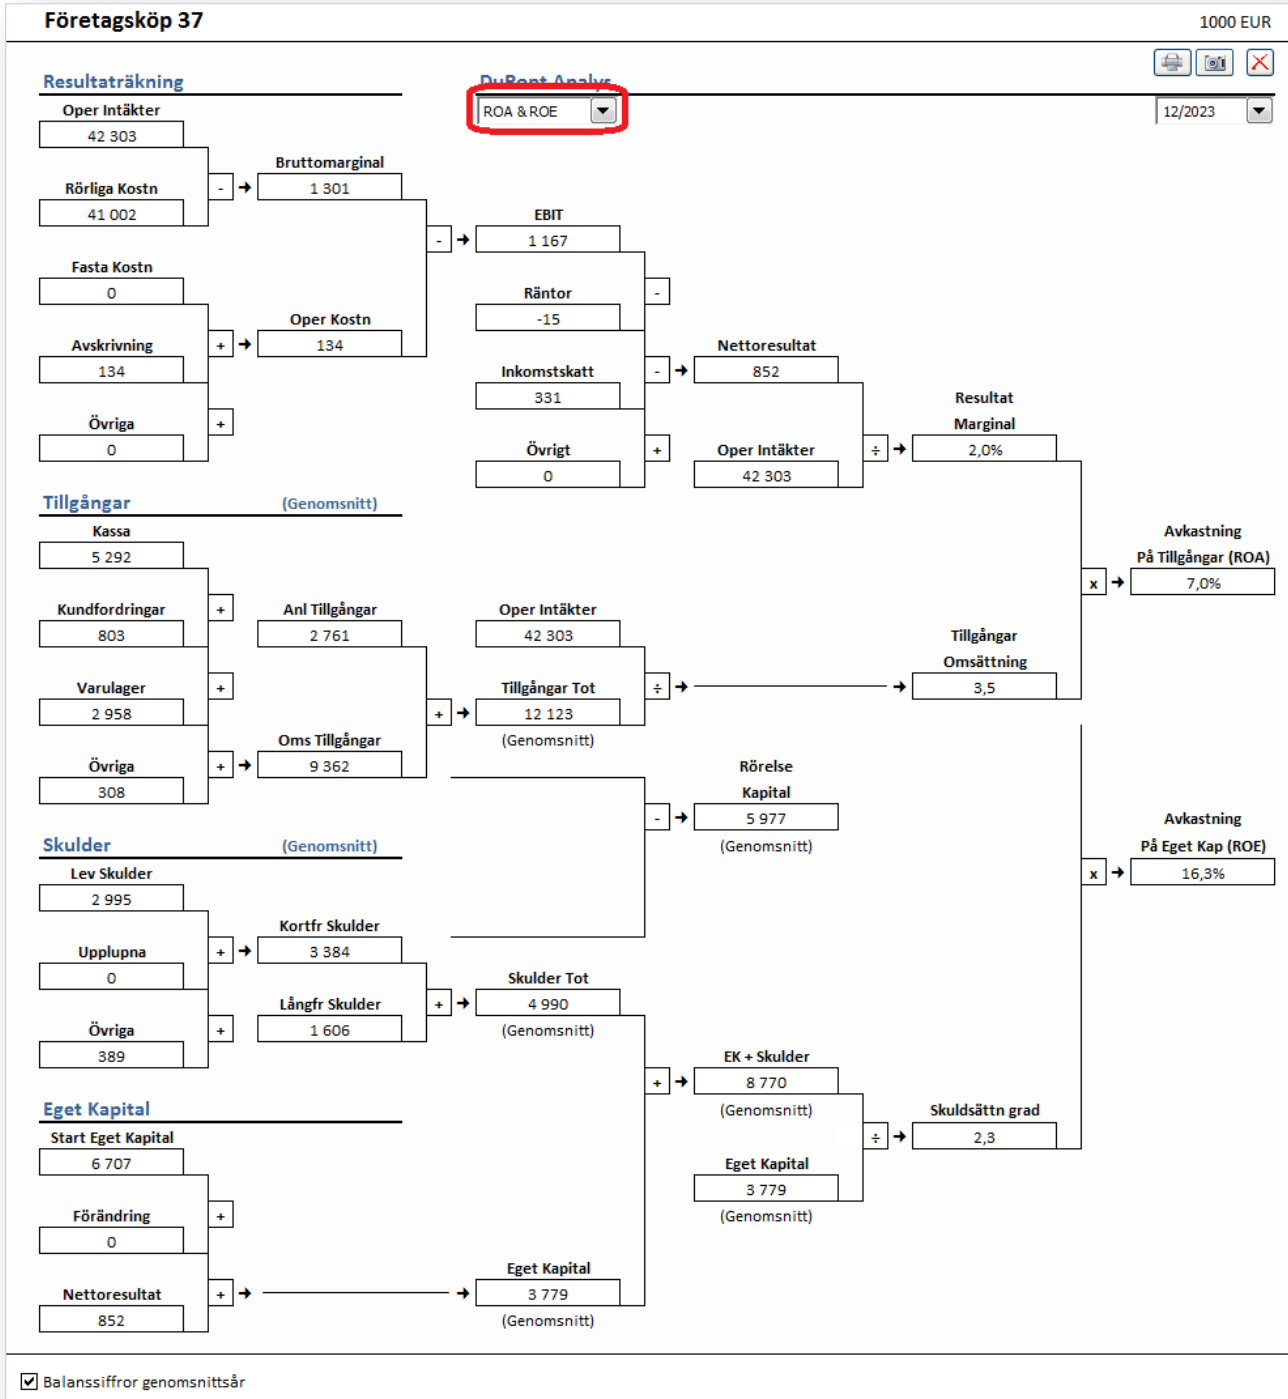 Företagsköp 37
1000 EUR
Resultaträkning
DuPont Analys
ROA & ROE
12/2023
Oper Intäkter
42 303
Rörliga Kostn
41 002
-
Bruttomarginal
1 301
Fasta Kostn
0
Avskrivning
134
Övriga
0
+
+
Oper Kostn
134
-
EBIT
1 167
Räntor
-15
-
Inkomstskatt
331
-
Övrigt
0
+
Nettoresultat
852
Oper Intäkter
42 303
÷
Resultat
Marginal
2,0%
Tillgångar
(Genomsnitt)
Kassa
5 292
Kundfordringar
803
+
Varulager
2 958
+
Övriga
308
+
Anl Tillgångar
2 761
Oms Tillgångar
9 362
+
Oper Intäkter
42 303
Tillgångar Tot
12 123
(Genomsnitt)
÷
Tillgångar
Omsättning
3,5
x
Avkastning
På Tillgångar (ROA)
7,0%
-
Rörelse
Kapital
5 977
(Genomsnitt)
Skulder
(Genomsnitt)
Lev Skulder
2 995
Upplupna
0
+
Övriga
389
+
Kortfr Skulder
3 384
Långfr Skulder
1 606
+
Skulder Tot
4 990
(Genomsnitt)
x
Avkastning
På Eget Kap (ROE)
16,3%
+
EK + Skulder
8 770
(Genomsnitt)
Eget Kapital
3 779
(Genomsnitt)
÷
Skuldsättn grad
2,3
Eget Kapital
Start Eget Kapital
6 707
Förändring
0
+
Nettoresultat
852
+
Eget Kapital
3 779
(Genomsnitt)
Balanssiffror genomsnittsår